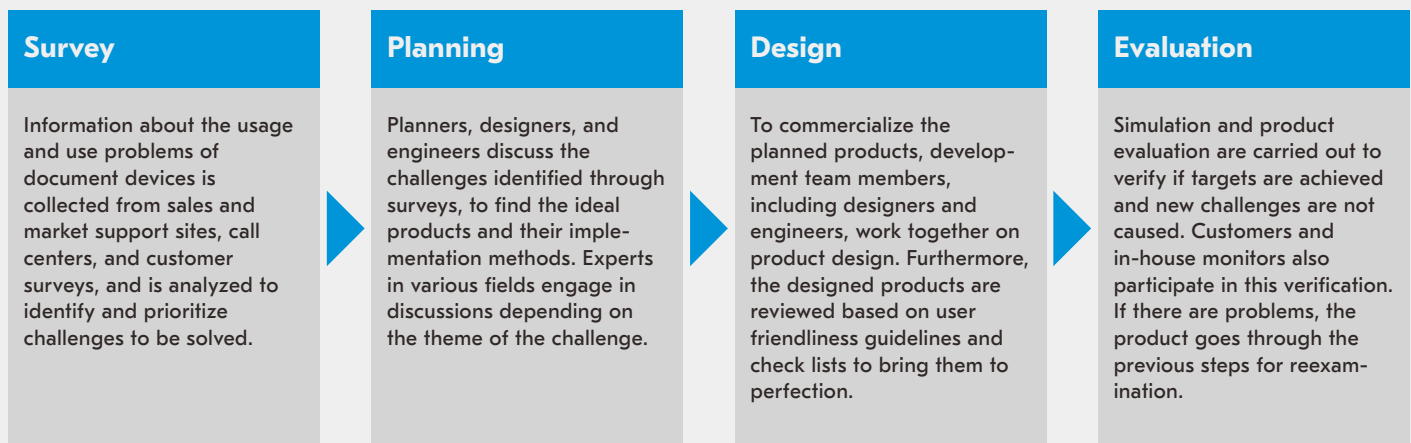 Survey
Information about the usage
and use problems of
document devices is
collected from sales and
market support sites, call
centers, and customer
surveys, and is analyzed to
identify and prioritize
challenges to be solved.
Planning
Planners, designers, and
engineers discuss the
challenges identified through
surveys, to find the ideal
products and their imple-
mentation methods. Experts
in various fields engage in
discussions depending on
the theme of the challenge.
Design
To commercialize the
planned products, develop-
ment team members,
including designers and
engineers, work together on
product design. Furthermore,
the designed products are
reviewed based on user
friendliness guidelines and
check lists to bring them to
perfection.
Evaluation
Simulation and product
evaluation are carried out to
verify if targets are achieved
and new challenges are not
caused. Customers and
in-house monitors also
participate in this verification.
If there are problems, the
product goes through the
previous steps for reexam-
ination.